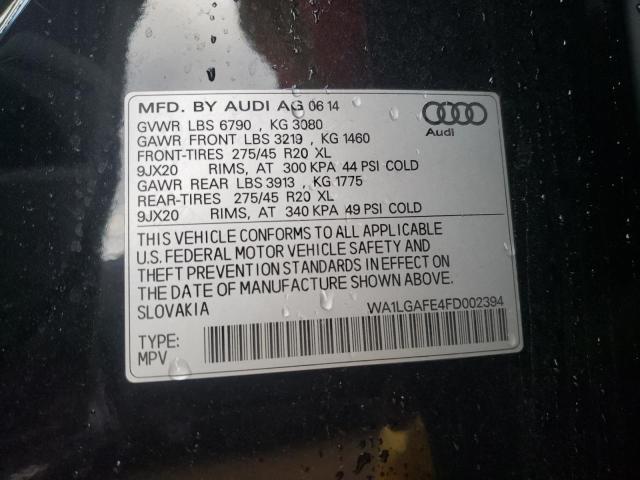 MFD. BY AUDI AG 06 14
GVWR LBS 6790 , KG 3080
GAWR FRONT LBS 3219 , KG 1460
FRONT-TIRES 275/45 R20 XL
9JX20 RIMS, AT 300 KPA 44 PSI COLD
GAWR REAR LBS 3913 , KG 1775
REAR-TIRES 275/45 R20 XL
9JX20 RIMS, AT 340 KPA 49 PSI COLD
Audi
THIS VEHICLE CONFORMS TO ALL APPLICABLE
U.S. FEDERAL MOTOR VEHICLE SAFETY AND
THEFT PREVENTION STANDARDS IN EFFECT ON
THE DATE OF MANUFACTURE SHOWN ABOVE.
SLOVAKIA
WA1LGAFE4FD002394
TYPE:
MPV